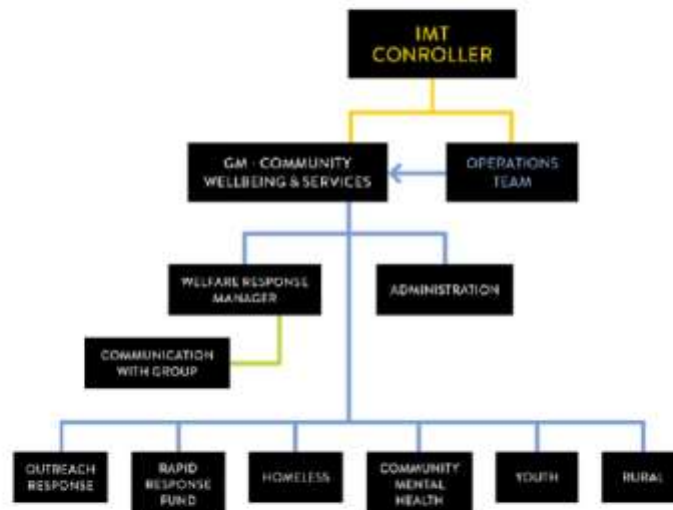 IMT
CONROLLER
GM - COMMUNITY
WELLBEING & SERVICES
OPERATIONS
TEAM
WELFARE RESPONSE
MANAGER
ADMINISTRATION
COMMUNICATION
WITH GROUP
OUTREACH
RESPONSE
RAPID
RESPONSE
FUND
HOMELESS
COMMUNITY
MENTAL
HEALTH
YOUTH
RURAL